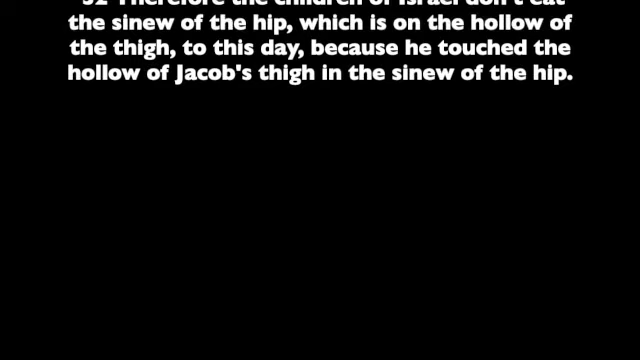 32 Therefore the children of Israel don't eat
the sinew of the hip, which is on the hollow of
the thigh, to this day, because he touched the
hollow of Jacob's thigh in the sinew of the hip.